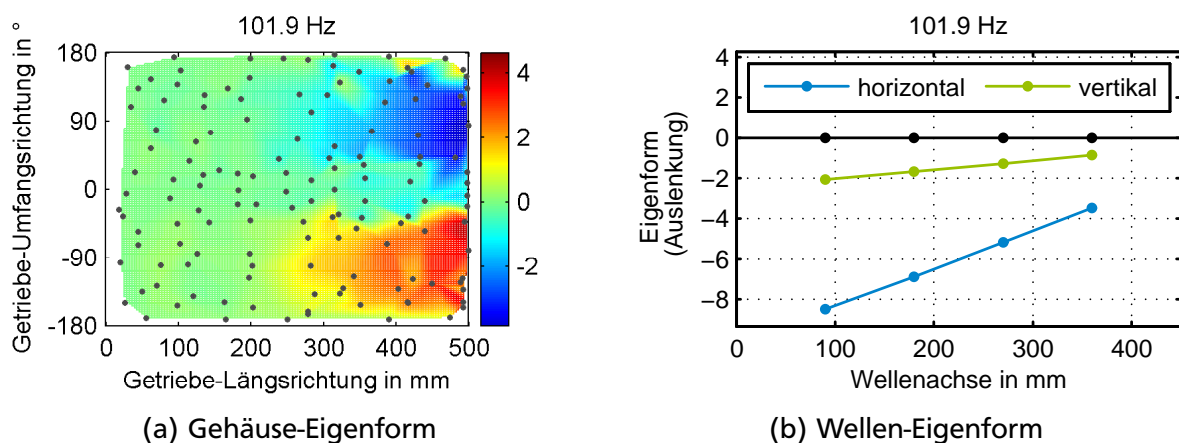 101.9 Hz
Getriebe-Umfangsrichtung in °
180
90
0
-90
-180
0 100 200 300 400 500
Getriebe-Längsrichtung in mm
4
2
0
-2
(a) Gehäuse-Eigenform
101.9 Hz
Eigenform
(Auslenkung)
4
2
0
−2
−4
−6
−8
horizontal vertikal
0 100 200 300 400
Wellenachse in mm
(b) Wellen-Eigenform